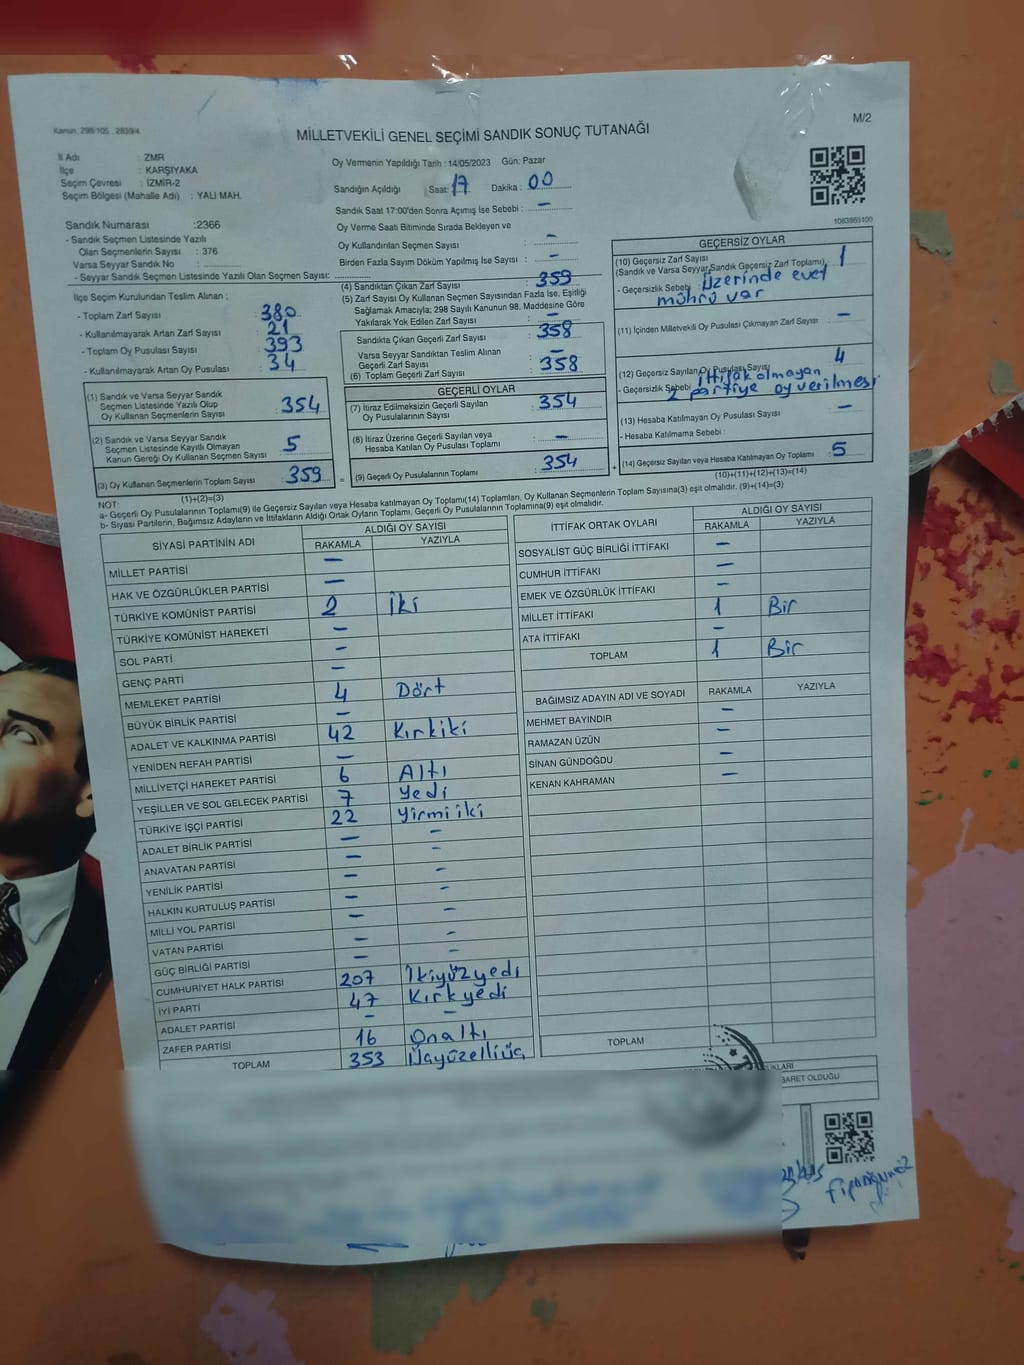 Kanun: 298/105 , 2839/4
M/2
MİLLETVEKİLİ GENEL SEÇİMİ SANDIK SONUÇ TUTANAĞI
İl Adı : ZMR
İlçe : KARŞIYAKA
Seçim Çevresi : İZMİR-2
Seçim Bölgesi (Mahalle Adı) : YALI MAH.
Oy Vermenin Yapıldığı Tarih : 14/05/2023 Gün: Pazar
Sandığın Açıldığı Saat: 17 Dakika : 00
Sandık Saat 17:00'den Sonra Açımış İse Sebebi : -
Oy Verme Saati Bitiminde Sırada Bekleyen ve
Oy Kullandırılan Seçmen Sayısı : -
Birden Fazla Sayım Döküm Yapılmış İse Sayısı : -
Sandık Numarası :2366
- Sandık Seçmen Listesinde Yazılı
Olan Seçmenlerin Sayısı : 376
Varsa Seyyar Sandık No :
- Seyyar Sandık Seçmen Listesinde Yazılı Olan Seçmen Sayısı:
İlçe Seçim Kurulundan Teslim Alınan ;
- Toplam Zarf Sayısı : 380
- Kullanılmayarak Artan Zarf Sayısı : 21
- Toplam Oy Pusulası Sayısı : 393
- Kullanılmayarak Artan Oy Pusulası : 34
(1) Sandık ve Varsa Seyyar Sandık
Seçmen Listesinde Yazılı Olup
Oy Kullanan Seçmenlerin Sayısı : 354
(2) Sandık ve Varsa Seyyar Sandık
Seçmen Listesinde Kayıtlı Olmayan
Kanun Gereği Oy Kullanan Seçmen Sayısı : 5
(3) Oy Kullanan Seçmenlerin Toplam Sayısı : 359
(1)+(2)=(3)
(4) Sandıktan Çıkan Zarf Sayısı : 359
(5) Zarf Sayısı Oy Kullanan Seçmen Sayısından Fazla İse, Eşitliği
Sağlamak Amacıyla; 298 Sayılı Kanunun 98. Maddesine Göre
Yakılarak Yok Edilen Zarf Sayısı : -
Sandıkta Çıkan Geçerli Zarf Sayısı : 358
Varsa Seyyar Sandıktan Teslim Alınan
Geçerli Zarf Sayısı : -
(6) Toplam Geçerli Zarf Sayısı : 358
GEÇERLİ OYLAR
(7) İtiraz Edilmeksizin Geçerli Sayılan
Oy Pusulalarının Sayısı : 354
(8) İtiraz Üzerine Geçerli Sayılan veya
Hesaba Katılan Oy Pusulası Toplamı : -
(9) Geçerli Oy Pusulalarının Toplamı : 354
1083865100
GEÇERSİZ OYLAR
(10) Geçersiz Zarf Sayısı : 1
(Sandık ve Varsa Seyyar Sandık Geçersiz Zarf Toplamı)
- Geçersizlik Sebebi : Üzerinde evet
mührü var
(11) İçinden Milletvekili Oy Pusulası Çıkmayan Zarf Sayısı : -
(12) Geçersiz Sayılan Oy Pusulası Sayısı : 4
- Geçersizlik Sebebi : İttifak olmayan
2 partiye oy verilmesi
(13) Hesaba Katılmayan Oy Pusulası Sayısı : -
- Hesaba Katılmama Sebebi :
(14) Geçersiz Sayılan veya Hesaba Katılmayan Oy Toplamı : 5
(10)+(11)+(12)+(13)=(14)
NOT:
a- Geçerli Oy Pusulalarının Toplamı(9) ile Geçersiz Sayılan veya Hesaba katılmayan Oy Toplamı(14) Toplamları, Oy Kullanan Seçmenlerin Toplam Sayısına(3) eşit olmalıdır. (9)+(14)=(3)
b- Siyasi Partilerin, Bağımsız Adayların ve İttifakların Aldığı Ortak Oyların Toplamı, Geçerli Oy Pusulalarının Toplamına(9) eşit olmalıdır.
SİYASİ PARTİNİN ADI ALDIĞI OY SAYISI
RAKAMLA YAZIYLA
MİLLET PARTİSİ -
HAK VE ÖZGÜRLÜKLER PARTİSİ -
TÜRKİYE KOMÜNİST PARTİSİ 2 İki
TÜRKİYE KOMÜNİST HAREKETİ -
SOL PARTİ -
GENÇ PARTİ -
MEMLEKET PARTİSİ 4 Dört
BÜYÜK BİRLİK PARTİSİ -
ADALET VE KALKINMA PARTİSİ 42 Kırkiki
YENİDEN REFAH PARTİSİ -
MİLLİYETÇİ HAREKET PARTİSİ 6 Altı
YEŞİLLER VE SOL GELECEK PARTİSİ 7 Yedi
TÜRKİYE İŞÇİ PARTİSİ 22 Yirmiiki
ADALET BİRLİK PARTİSİ - -
ANAVATAN PARTİSİ - -
YENİLİK PARTİSİ - -
HALKIN KURTULUŞ PARTİSİ - -
MİLLİ YOL PARTİSİ - -
VATAN PARTİSİ - -
GÜÇ BİRLİĞİ PARTİSİ - -
CUMHURİYET HALK PARTİSİ 207 İkiyüzyedi
İYİ PARTİ 47 Kırkyedi
ADALET PARTİSİ - -
ZAFER PARTİSİ 16 Onaltı
TOPLAM 353 Üçyüzelliüç
İTTİFAK ORTAK OYLARI ALDIĞI OY SAYISI
RAKAMLA YAZIYLA
SOSYALİST GÜÇ BİRLİĞİ İTTİFAKI -
CUMHUR İTTİFAKI -
EMEK VE ÖZGÜRLÜK İTTİFAKI -
MİLLET İTTİFAKI 1 Bir
ATA İTTİFAKI -
TOPLAM 1 Bir
BAĞIMSIZ ADAYIN ADI VE SOYADI RAKAMLA YAZIYLA
MEHMET BAYINDIR -
RAMAZAN ÜZÜN -
SİNAN GÜNDOĞDU -
KENAN KAHRAMAN -
TOPLAM